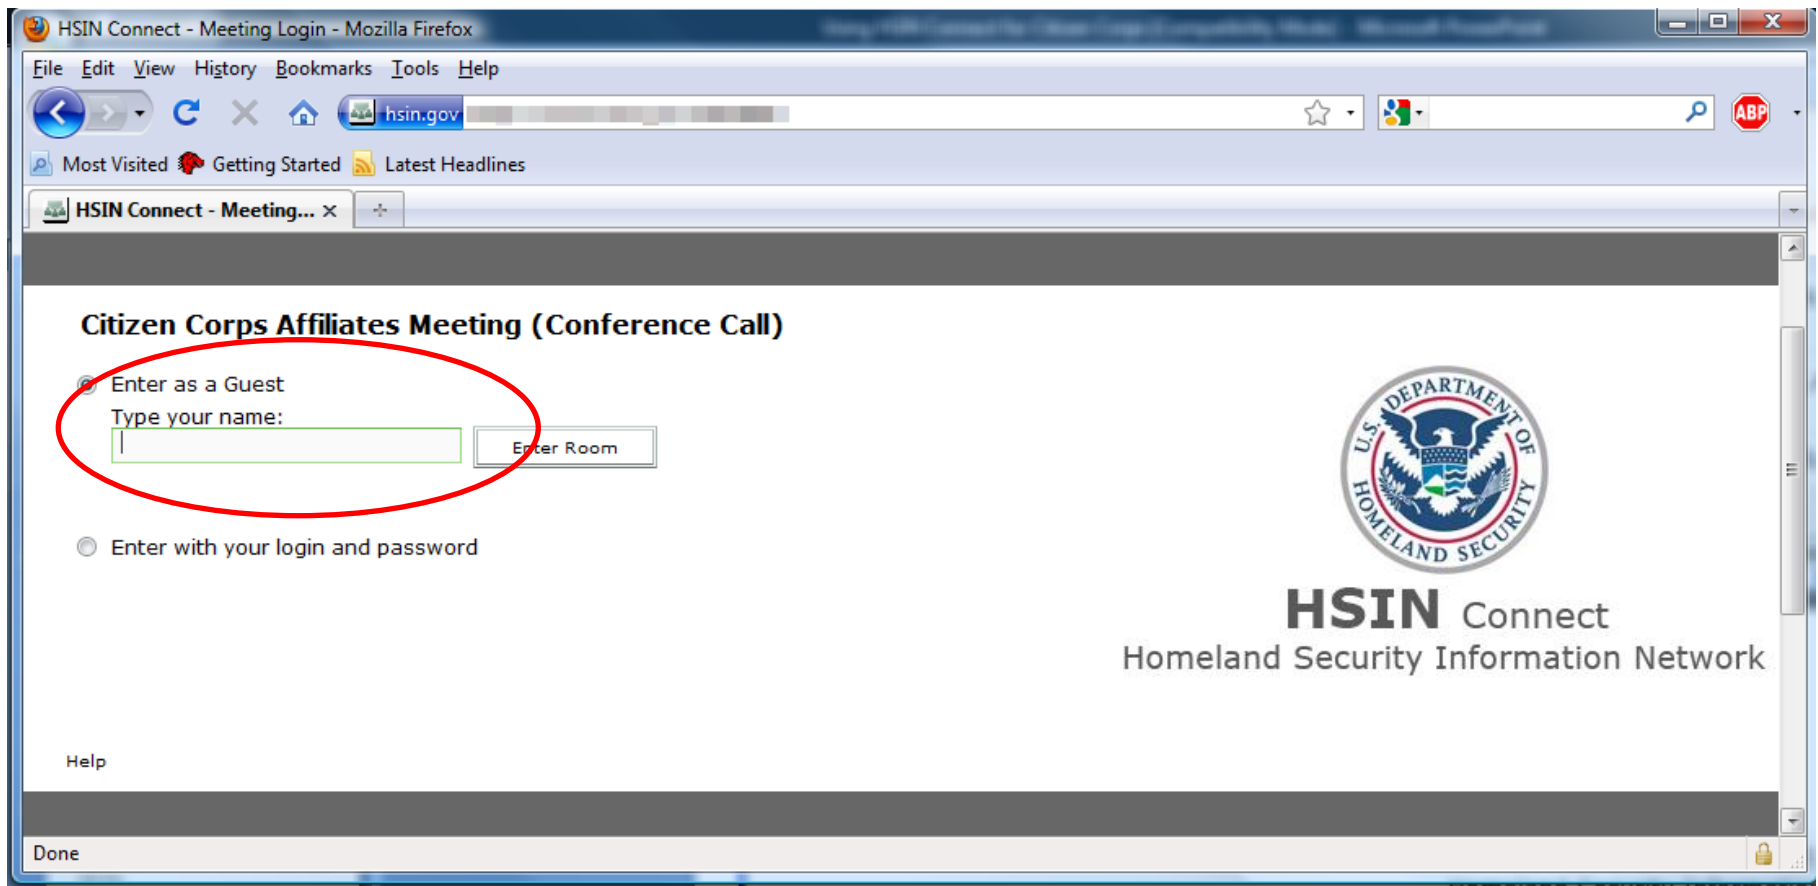 HSIN Connect - Meeting Login - Mozilla Firefox
File Edit View History Bookmarks Tools Help
hsin.gov
ABP
Most Visited Getting Started Latest Headlines
HSIN Connect - Meeting...
Citizen Corps Affiliates Meeting (Conference Call)
Enter as a Guest
Type your name:
Enter Room
Enter with your login and password
U.S. DEPARTMENT OF HOMELAND SECURITY
HSIN Connect
Homeland Security Information Network
Help
Done